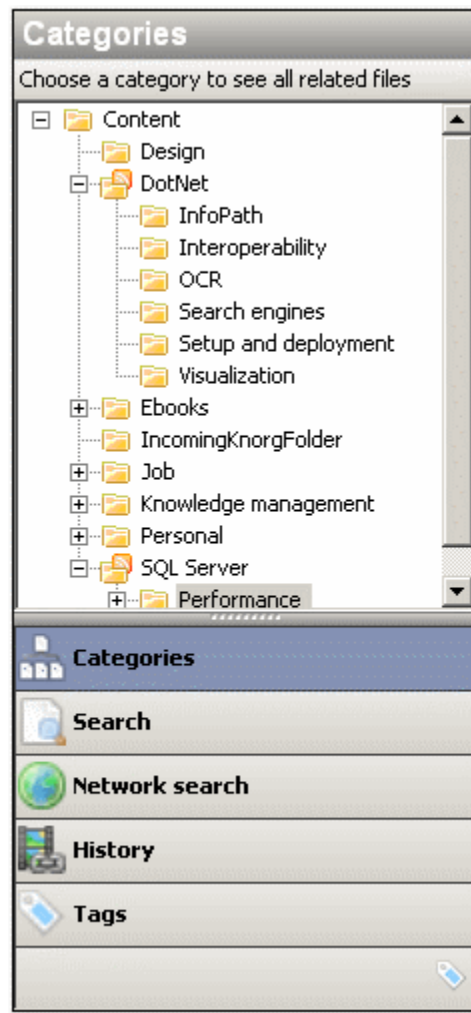 Categories
Choose a category to see all related files
Content
Design
DotNet
InfoPath
Interoperability
OCR
Search engines
Setup and deployment
Visualization
Ebooks
IncomingKnorgFolder
Job
Knowledge management
Personal
SQL Server
Performance
Categories
Search
Network search
History
Tags